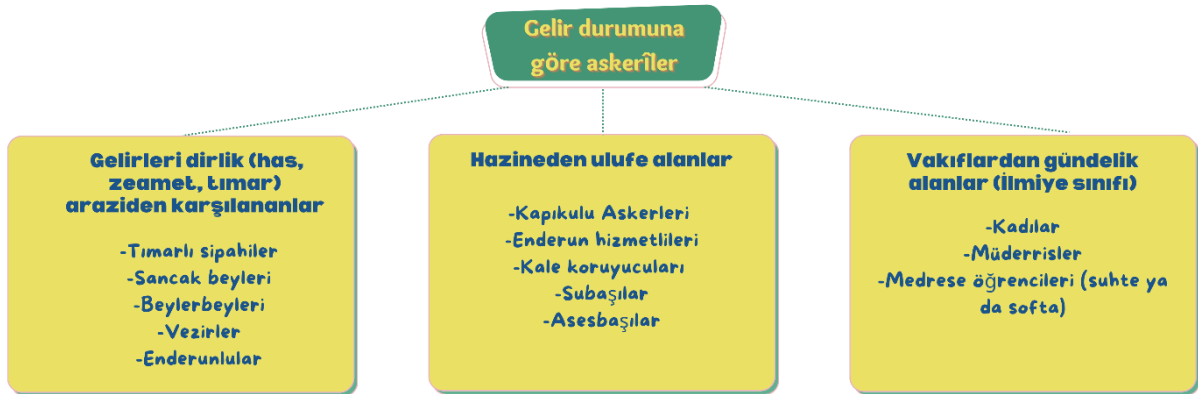 Gelir durumuna
göre askerîler
Gelirleri dirlik (has,
zeamet, tımar)
araziden karşılananlar
-Tımarlı sipahiler
-Sancak beyleri
-Beylerbeyleri
-Vezirler
-Enderunlular
Hazineden ulufe alanlar
-Kapıkulu Askerleri
-Enderun hizmetlileri
-Kale koruyucuları
-Subaşılar
-Asesbaşılar
Vakıflardan gündelik
alanlar (İlmiye sınıfı)
-Kadılar
-Müderrisler
-Medrese öğrencileri (suhte ya
da softa)